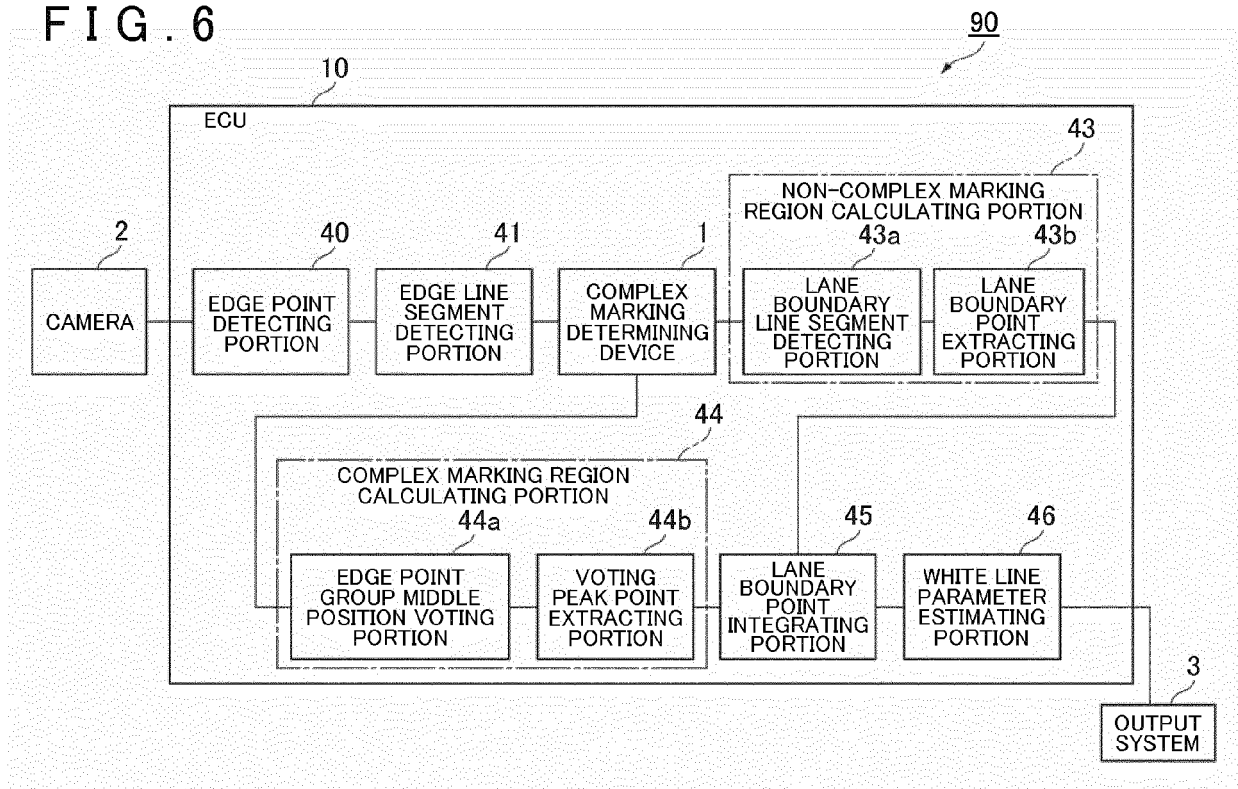 FIG.6
90
10
ECU
43
NON-COMPLEX MARKING
REGION CALCULATING PORTION
2
40
41
1
43a
43b
CAMERA
EDGE POINT
DETECTING
PORTION
EDGE LINE
SEGMENT
DETECTING
PORTION
COMPLEX
MARKING
DETERMINING
DEVICE
LANE
BOUNDARY
LINE SEGMENT
DETECTING
PORTION
LANE
BOUNDARY
POINT
EXTRACTING
PORTION
44
COMPLEX MARKING REGION
CALCULATING PORTION
44a
44b
45
46
EDGE POINT
GROUP MIDDLE
POSITION VOTING
PORTION
VOTING
PEAK POINT
EXTRACTING
PORTION
LANE
BOUNDARY
POINT
INTEGRATING
PORTION
WHITE LINE
PARAMETER
ESTIMATING
PORTION
3
OUTPUT
SYSTEM